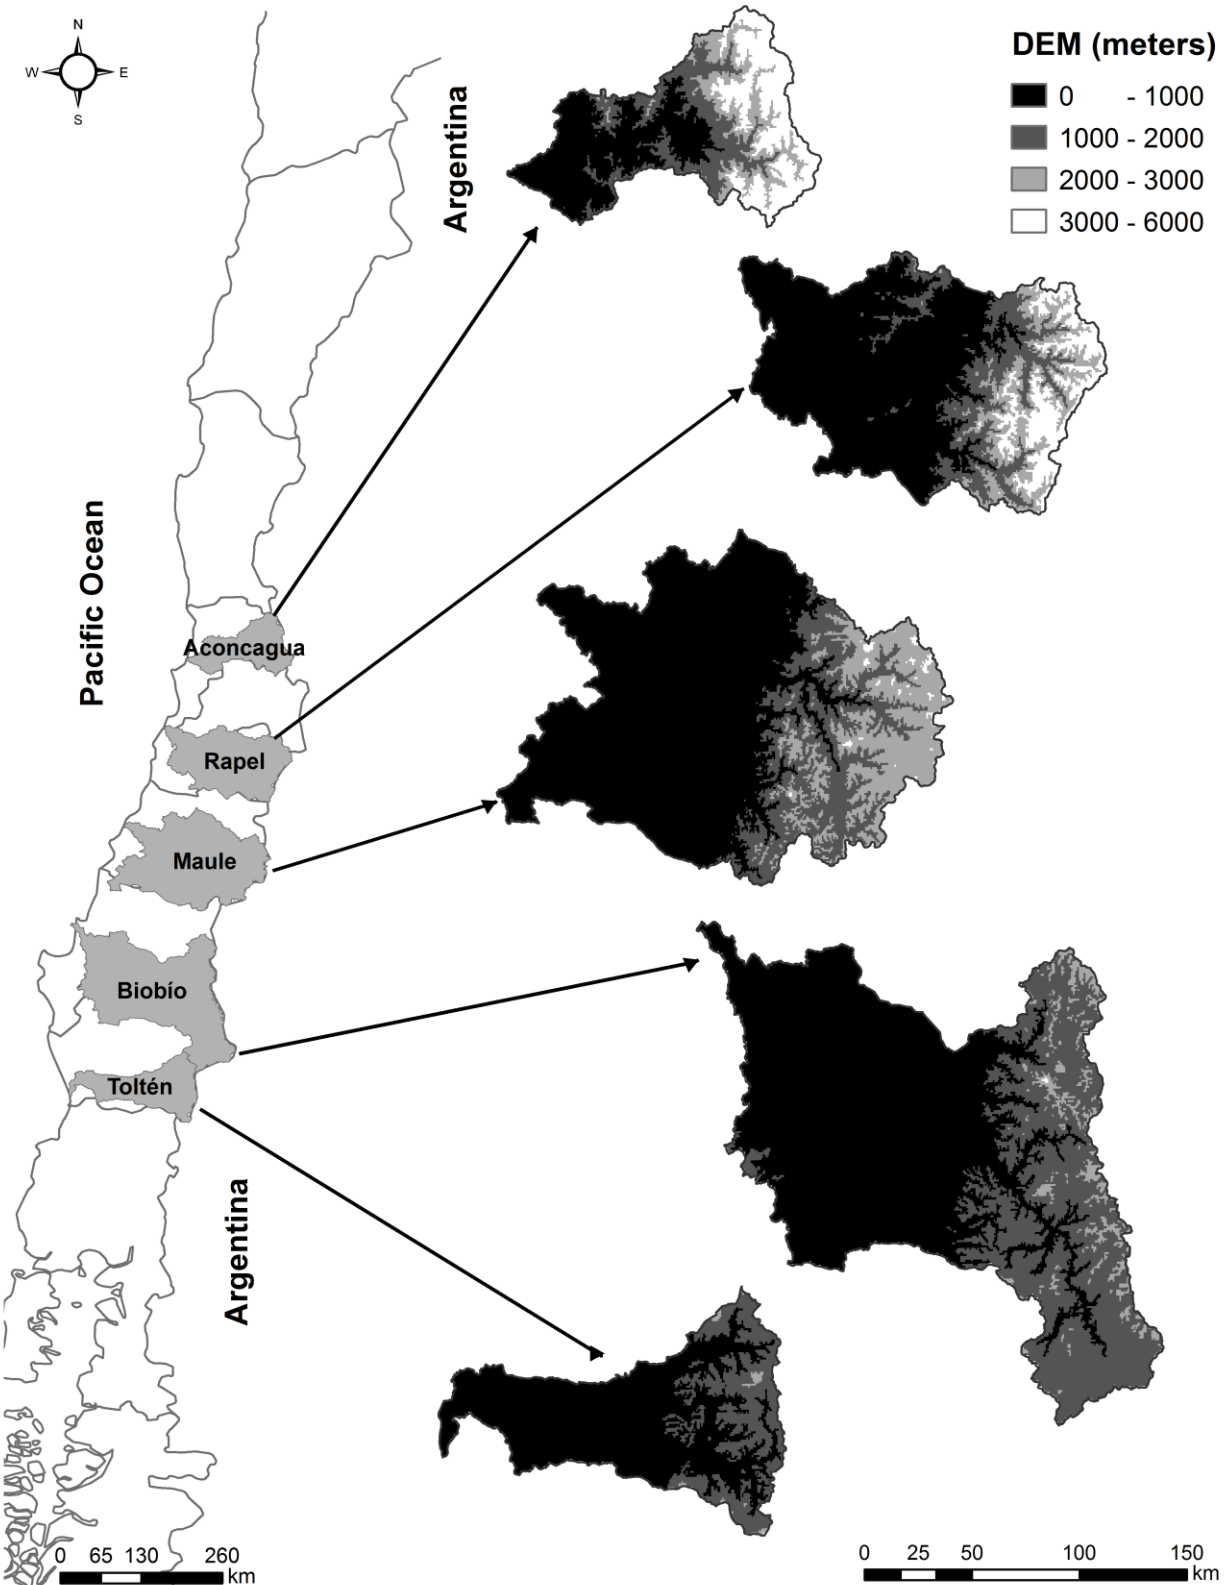 N
W E
S
Argentina
DEM (meters)
0 - 1000
1000 - 2000
2000 - 3000
3000 - 6000
Pacific Ocean
Aconcagua
Rapel
Maule
Biobío
Toltén
Argentina
0 65 130 260
km
0 25 50 100 150
km